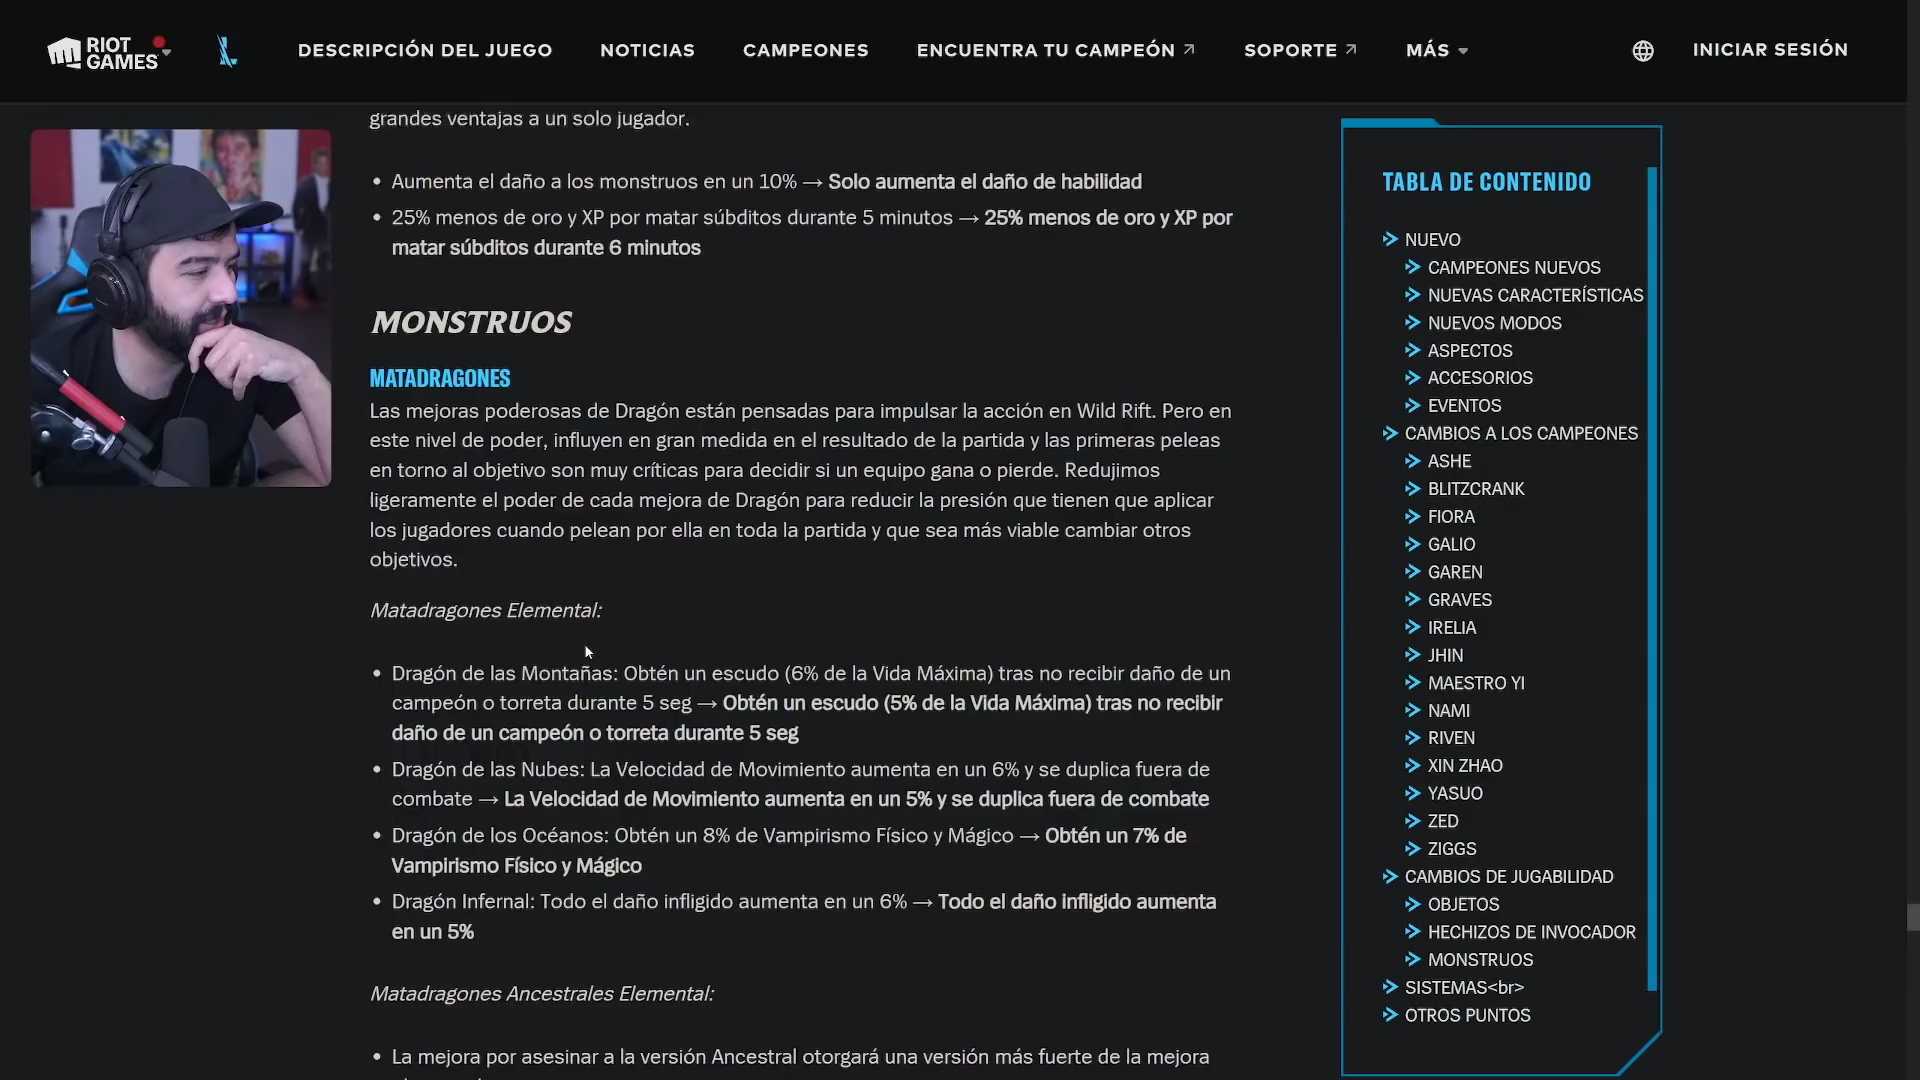 RIOT GAMES
DESCRIPCIÓN DEL JUEGO
NOTICIAS
CAMPEONES
ENCUENTRA TU CAMPEÓN
SOPORTE
MÁS
INICIAR SESIÓN
grandes ventajas a un solo jugador.
• Aumenta el daño a los monstruos en un 10% → Solo aumenta el daño de habilidad
• 25% menos de oro y XP por matar súbditos durante 5 minutos → 25% menos de oro y XP por
matar súbditos durante 6 minutos
MONSTRUOS
MATADRAGONES
Las mejoras poderosas de Dragón están pensadas para impulsar la acción en Wild Rift. Pero en
este nivel de poder, influyen en gran medida en el resultado de la partida y las primeras peleas
en torno al objetivo son muy críticas para decidir si un equipo gana o pierde. Redujimos
ligeramente el poder de cada mejora de Dragón para reducir la presión que tienen que aplicar
los jugadores cuando pelean por ella en toda la partida y que sea más viable cambiar otros
objetivos.
Matadragones Elemental:
• Dragón de las Montañas: Obtén un escudo (6% de la Vida Máxima) tras no recibir daño de un
campeón o torreta durante 5 seg → Obtén un escudo (5% de la Vida Máxima) tras no recibir
daño de un campeón o torreta durante 5 seg
• Dragón de las Nubes: La Velocidad de Movimiento aumenta en un 6% y se duplica fuera de
combate → La Velocidad de Movimiento aumenta en un 5% y se duplica fuera de combate
• Dragón de los Océanos: Obtén un 8% de Vampirismo Físico y Mágico → Obtén un 7% de
Vampirismo Físico y Mágico
• Dragón Infernal: Todo el daño infligido aumenta en un 6% → Todo el daño infligido aumenta
en un 5%
Matadragones Ancestrales Elemental:
• La mejora por asesinar a la versión Ancestral otorgará una versión más fuerte de la mejora
TABLA DE CONTENIDO
NUEVO
CAMPEONES NUEVOS
NUEVAS CARACTERÍSTICAS
NUEVOS MODOS
ASPECTOS
ACCESORIOS
EVENTOS
CAMBIOS A LOS CAMPEONES
ASHE
BLITZCRANK
FIORA
GALIO
GAREN
GRAVES
IRELIA
JHIN
MAESTRO YI
NAMI
RIVEN
XIN ZHAO
YASUO
ZED
ZIGGS
CAMBIOS DE JUGABILIDAD
OBJETOS
HECHIZOS DE INVOCADOR
MONSTRUOS
SISTEMAS<br>
OTROS PUNTOS